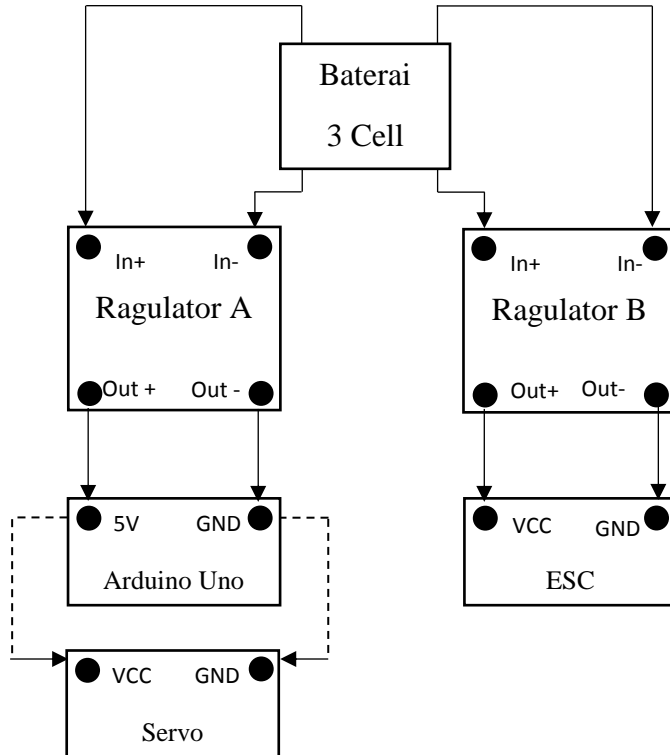 Baterai
3 Cell
In+ In-
Ragulator A
Out + Out -
In+ In-
Ragulator B
Out+ Out-
5V GND
Arduino Uno
VCC GND
ESC
VCC GND
Servo